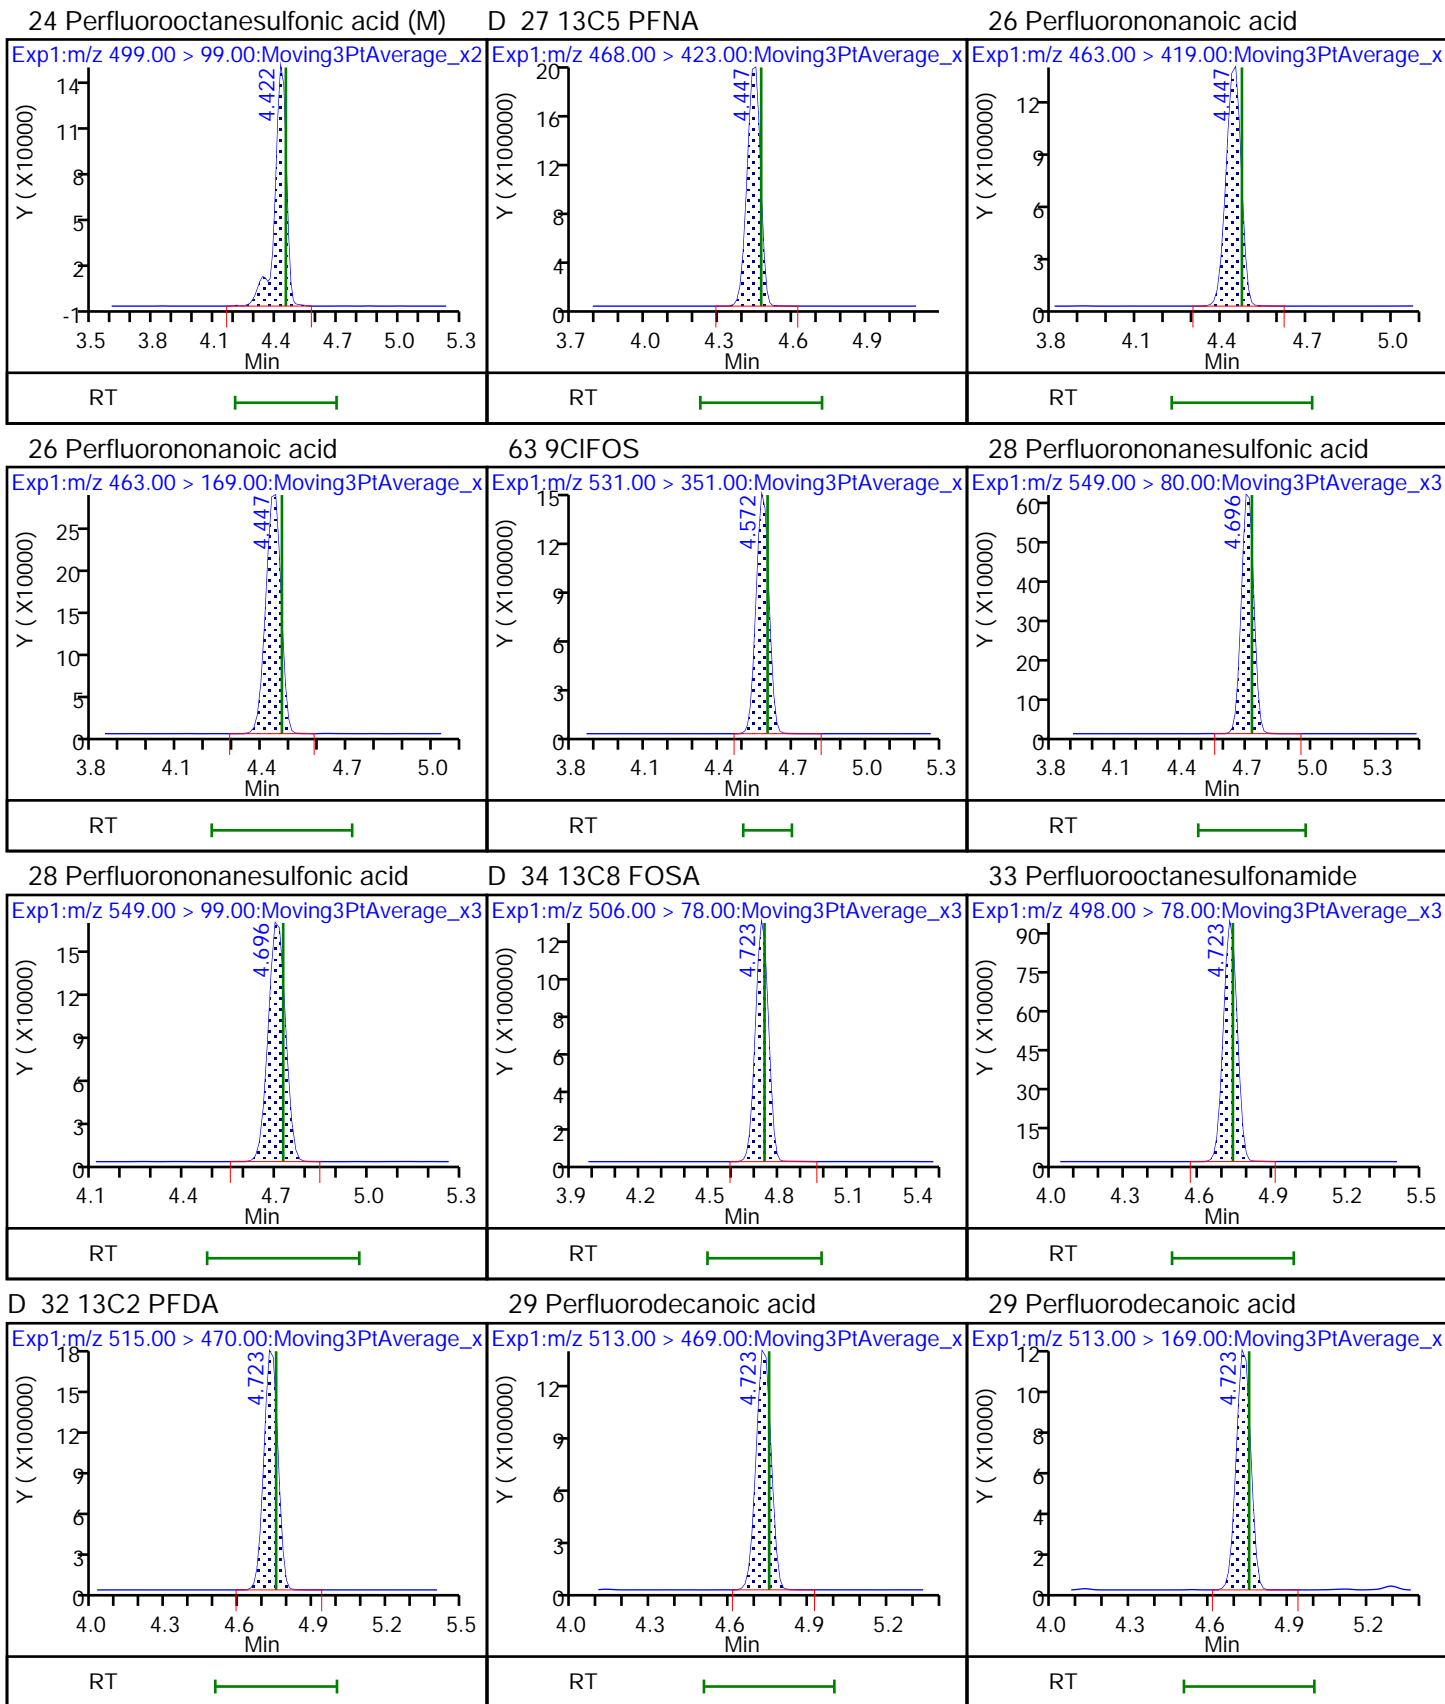 24 Perfluorooctanesulfonic acid (M)
Exp1:m/z 499.00 > 99.00:Moving3PtAverage_x2
4.422
Y ( X100000)
14
11
8
5
2
-1
3.5 3.8 4.1 4.4 4.7 5.0 5.3
Min
RT
D 27 13C5 PFNA
Exp1:m/z 468.00 > 423.00:Moving3PtAverage_x
4.447
Y ( X100000)
20
16
12
8
4
0
3.7 4.0 4.3 4.6 4.9
Min
RT
26 Perfluorononanoic acid
Exp1:m/z 463.00 > 419.00:Moving3PtAverage_x
4.447
Y ( X100000)
12
9
6
3
0
3.8 4.1 4.4 4.7 5.0
Min
RT
26 Perfluorononanoic acid
Exp1:m/z 463.00 > 169.00:Moving3PtAverage_x
4.447
Y ( X10000)
25
20
15
10
5
0
3.8 4.1 4.4 4.7 5.0
Min
RT
63 9ClFOS
Exp1:m/z 531.00 > 351.00:Moving3PtAverage_x
4.572
Y ( X100000)
15
12
9
6
3
0
3.8 4.1 4.4 4.7 5.0 5.3
Min
RT
28 Perfluorononanesulfonic acid
Exp1:m/z 549.00 > 80.00:Moving3PtAverage_x3
4.696
Y ( X10000)
60
50
40
30
20
10
0
3.8 4.1 4.4 4.7 5.0 5.3
Min
RT
28 Perfluorononanesulfonic acid
Exp1:m/z 549.00 > 99.00:Moving3PtAverage_x3
4.696
Y ( X10000)
15
12
9
6
3
0
4.1 4.4 4.7 5.0 5.3
Min
RT
D 34 13C8 FOSA
Exp1:m/z 506.00 > 78.00:Moving3PtAverage_x3
4.723
Y ( X100000)
12
10
8
6
4
2
0
3.9 4.2 4.5 4.8 5.1 5.4
Min
RT
33 Perfluorooctanesulfonamide
Exp1:m/z 498.00 > 78.00:Moving3PtAverage_x3
4.723
Y ( X10000)
90
75
60
45
30
15
0
4.0 4.3 4.6 4.9 5.2 5.5
Min
RT
D 32 13C2 PFDA
Exp1:m/z 515.00 > 470.00:Moving3PtAverage_x
4.723
Y ( X100000)
18
15
12
9
6
3
0
4.0 4.3 4.6 4.9 5.2 5.5
Min
RT
29 Perfluorodecanoic acid
Exp1:m/z 513.00 > 469.00:Moving3PtAverage_x
4.723
Y ( X100000)
12
9
6
3
0
4.0 4.3 4.6 4.9 5.2
Min
RT
29 Perfluorodecanoic acid
Exp1:m/z 513.00 > 169.00:Moving3PtAverage_x
4.723
Y ( X10000)
12
10
8
6
4
2
0
4.0 4.3 4.6 4.9 5.2
Min
RT